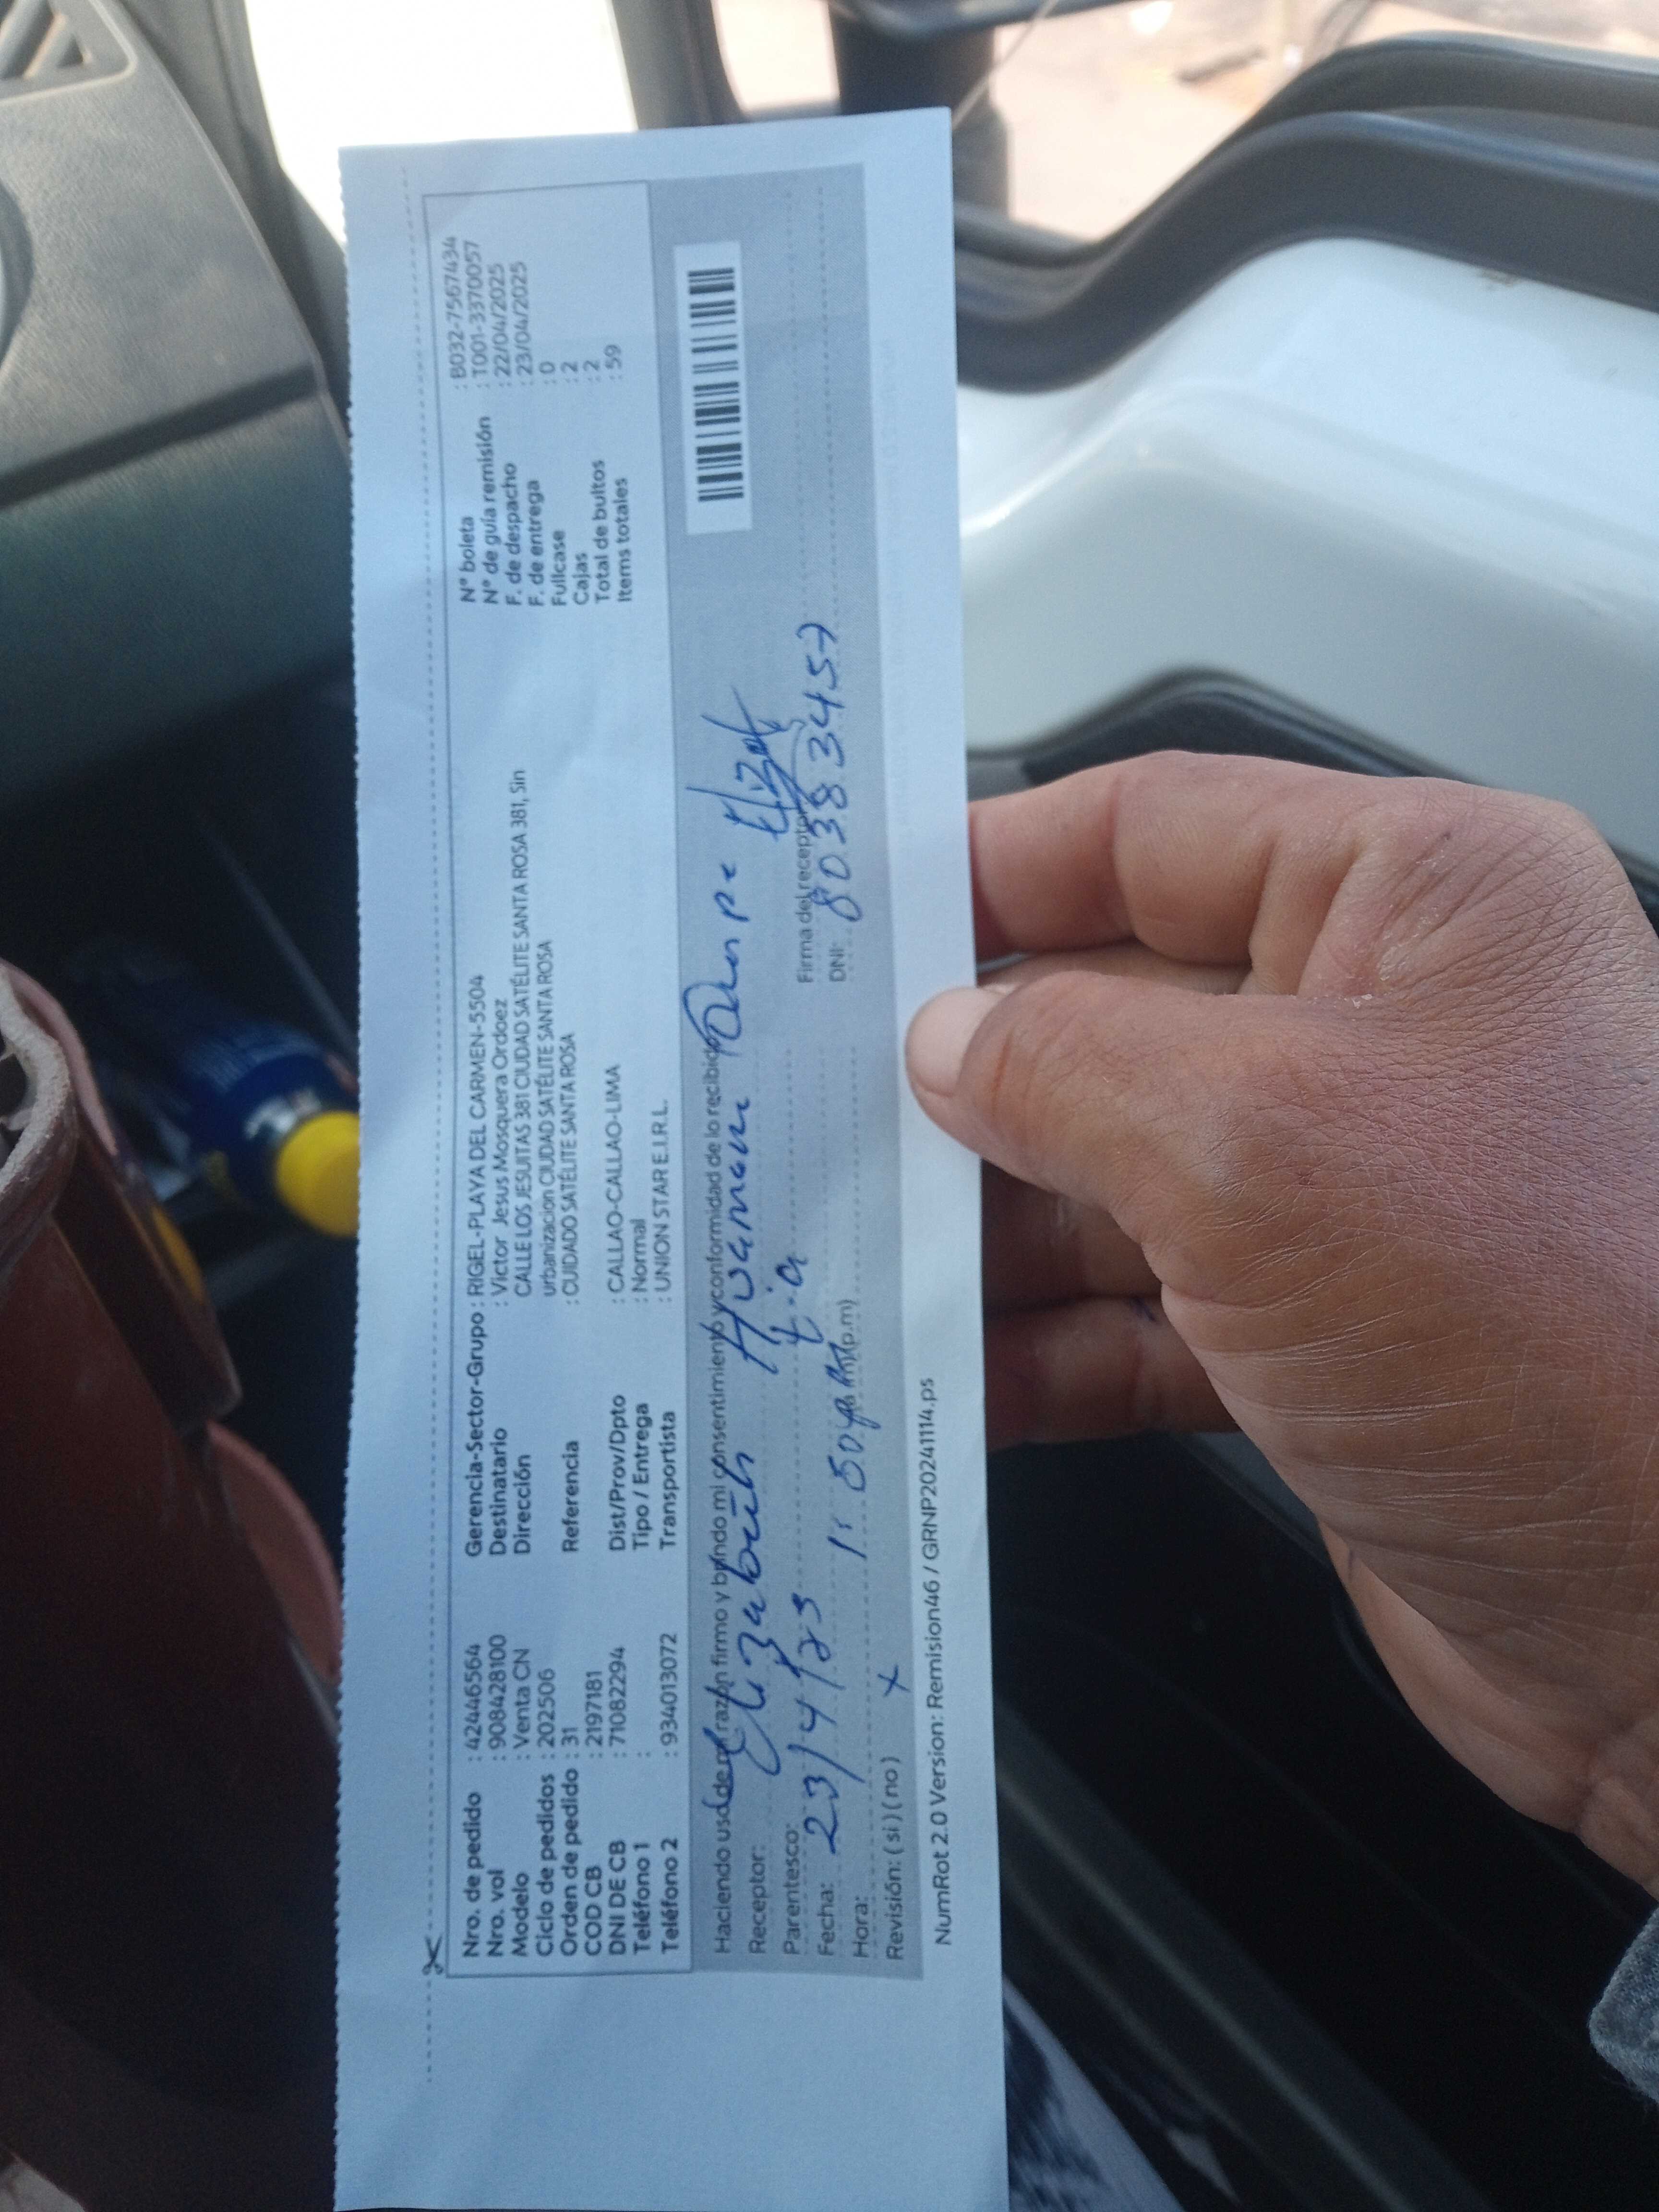 Nro. de pedido : 42446564 Gerencia-Sector-Grupo : RIGEL-PLAYA DEL CARMEN-5504 N° boleta : B032-7567434
Nro. vol : 908428100 Destinatario : Victor Jesus Mosquera Ordoez N° de guía remisión : T001-3370057
Modelo : Venta CN Dirección CALLE LOS JESUITAS 381 CIUDAD SATÉLITE SANTA ROSA 381, Sin F. de despacho : 22/04/2025
Ciclo de pedidos : 202506 urbanizacion CIUDAD SATÉLITE SANTA ROSA F. de entrega : 23/04/2025
Orden de pedido : 31 Referencia : CUIDADO SATÉLITE SANTA ROSA Fullcase : 0
COD CB : 2197181 Cajas : 2
DNI DE CB : 71082294 Dist/Prov/Dpto : CALLAO-CALLAO-LIMA Total de bultos : 2
Teléfono 1 : Tipo / Entrega : Normal Items totales : 59
Teléfono 2 : 934013072 Transportista : UNION STAR E.I.R.L.
Haciendo uso de mi razón firmo y brindo mi consentimiento y conformidad de lo recibido
Receptor: Elizabeth Huaman
Parentesco: tia Firma del receptor
Fecha: 23/4/23 DNI: 80383457
Hora: 1:50 pm p.m)
Revisión: ( si ) ( no ) x
NumRot 2.0 Version: Remision46 / GRNP20241114.ps